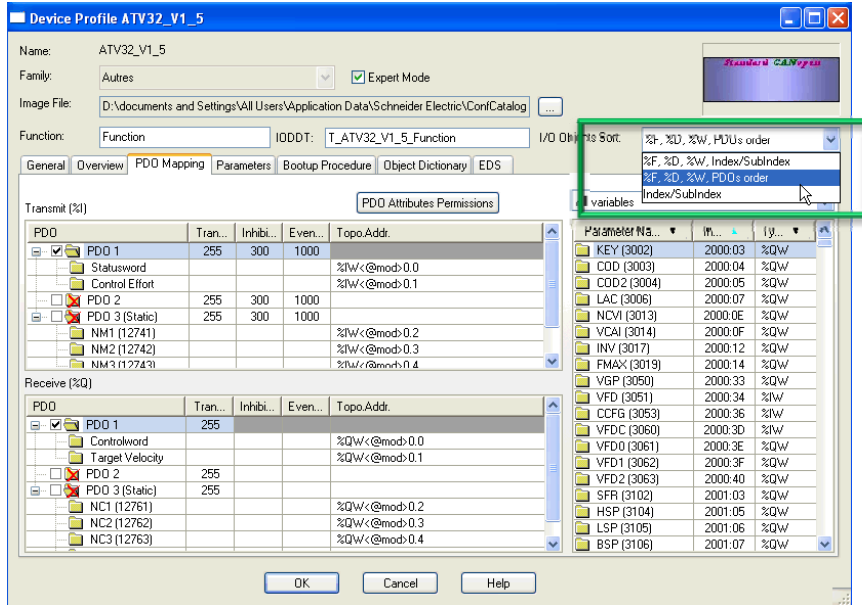 Device Profile ATV32_V1_5
Name: ATV32_V1_5
Family: Autres Expert Mode
Standard CANopen
Image File: D:\documents and Settings\All Users\Application Data\Schneider Electric\ConfCatalog ...
Function: Function IODDT: T_ATV32_V1_5_Function I/O Objects Sort: %F, %D, %W, PDOs order
%F, %D, %W, Index/SubIndex
%F, %D, %W, PDOs order
Index/SubIndex
General Overview PDO Mapping Parameters Bootup Procedure Object Dictionary EDS
Transmit (%I) PDO Attributes Permissions
PDO Tran... Inhibi... Even... Topo.Addr.
PDO 1 255 300 1000
Statusword %IW<@mod>0.0
Control Effort %IW<@mod>0.1
PDO 2 255 300 1000
PDO 3 (Static) 255 300 1000
NM1 (12741) %IW<@mod>0.2
NM2 (12742) %IW<@mod>0.3
NM3 (12743) %IW<@mod>0.4
Receive (%Q)
PDO Tran... Inhibi... Even... Topo.Addr.
PDO 1 255
Controlword %QW<@mod>0.0
Target Velocity %QW<@mod>0.1
PDO 2 255
PDO 3 (Static) 255
NC1 (12761) %QW<@mod>0.2
NC2 (12762) %QW<@mod>0.3
NC3 (12763) %QW<@mod>0.4
variables
Parameter Na... In... Ty...
KEY (3002) 2000:03 %QW
COD (3003) 2000:04 %QW
COD2 (3004) 2000:05 %QW
LAC (3006) 2000:07 %QW
NCVI (3013) 2000:0E %QW
VCAI (3014) 2000:0F %QW
INV (3017) 2000:12 %QW
FMAX (3019) 2000:14 %QW
VGP (3050) 2000:33 %QW
VFD (3051) 2000:34 %IW
CCFG (3053) 2000:36 %IW
VFDC (3060) 2000:3D %IW
VFD0 (3061) 2000:3E %QW
VFD1 (3062) 2000:3F %QW
VFD2 (3063) 2000:40 %QW
SFR (3102) 2001:03 %QW
HSP (3104) 2001:05 %QW
LSP (3105) 2001:06 %QW
BSP (3106) 2001:07 %QW
OK Cancel Help